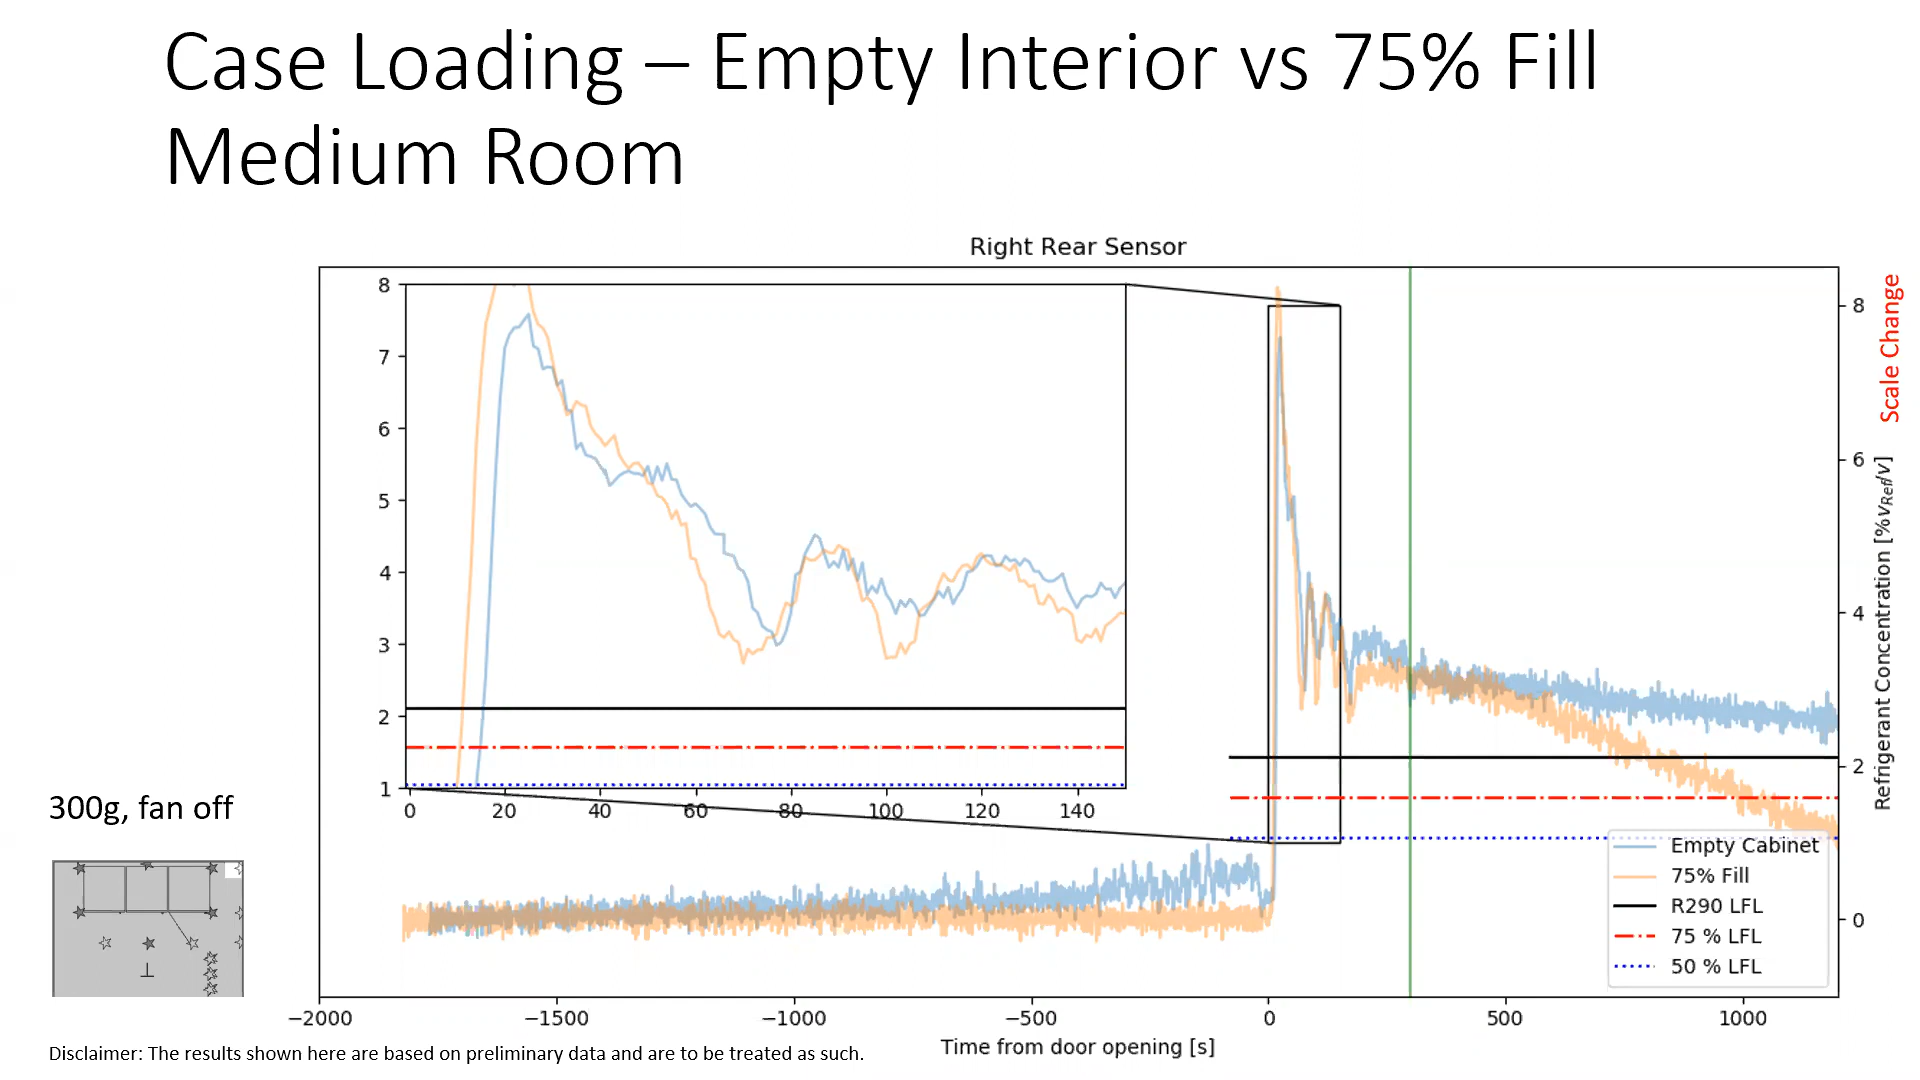 Case Loading – Empty Interior vs 75% Fill
Medium Room
Right Rear Sensor
8
7
6
5
4
3
2
1
0
20
40
60
80
100
120
140
8
6
4
2
0
Scale Change
Refrigerant Concentration [%v_Ref/v]
300g, fan off
Empty Cabinet
75% Fill
R290 LFL
75 % LFL
50 % LFL
−2000
−1500
−1000
−500
0
500
1000
Time from door opening [s]
Disclaimer: The results shown here are based on preliminary data and are to be treated as such.